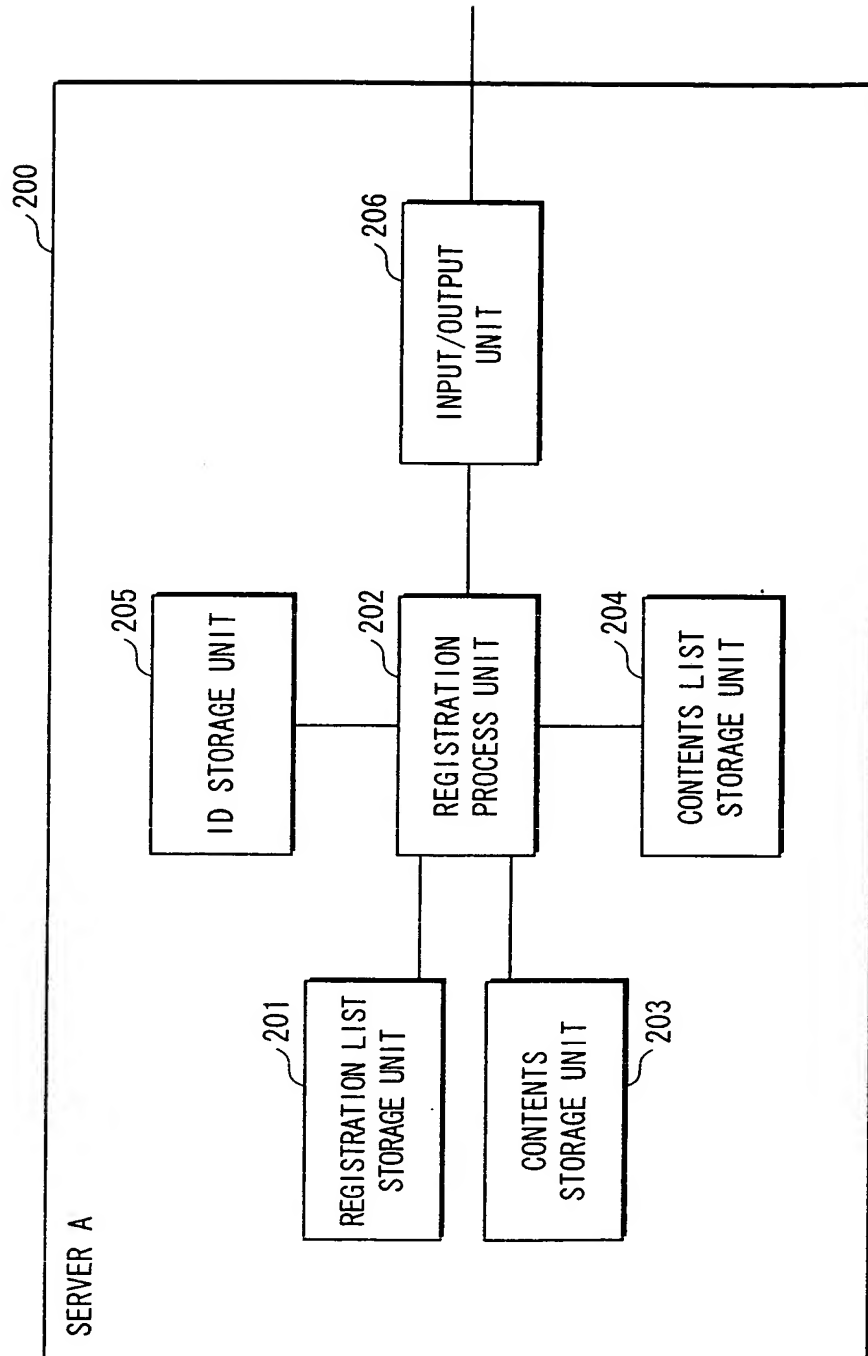 SERVER A
200
205
ID STORAGE UNIT
201
REGISTRATION LIST
STORAGE UNIT
202
REGISTRATION
PROCESS UNIT
206
INPUT/OUTPUT
UNIT
203
CONTENTS
STORAGE UNIT
204
CONTENTS LIST
STORAGE UNIT